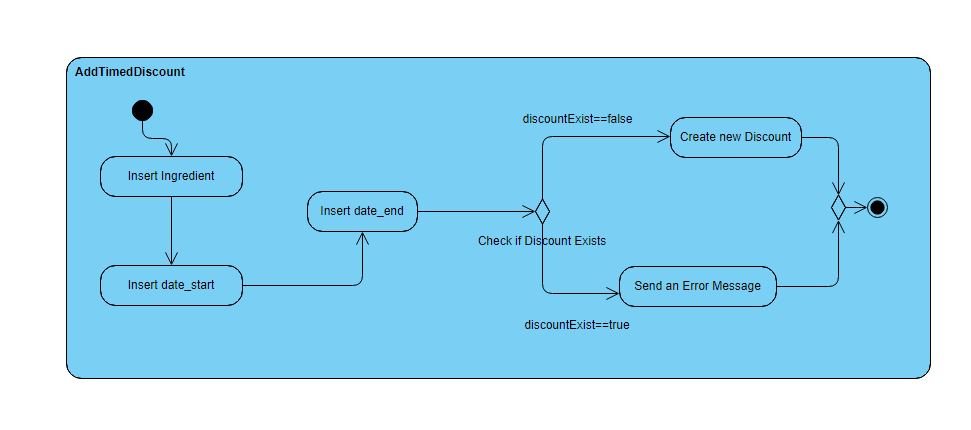 AddTimedDiscount
Insert Ingredient
Insert date_start
Insert date_end
Check if Discount Exists
discountExist==false
Create new Discount
discountExist==true
Send an Error Message